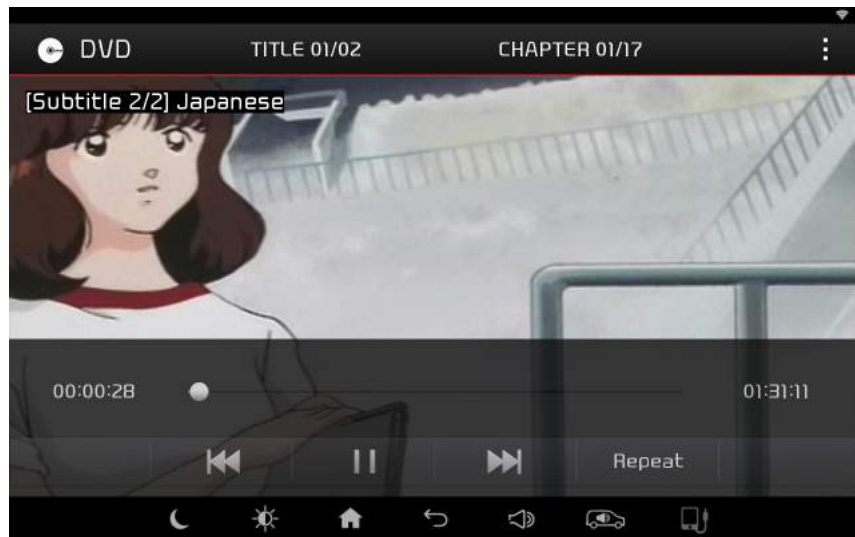 DVD TITLE 01/02 CHAPTER 01/17
[Subtitle 2/2] Japanese
00:00:28 01:31:11
Repeat